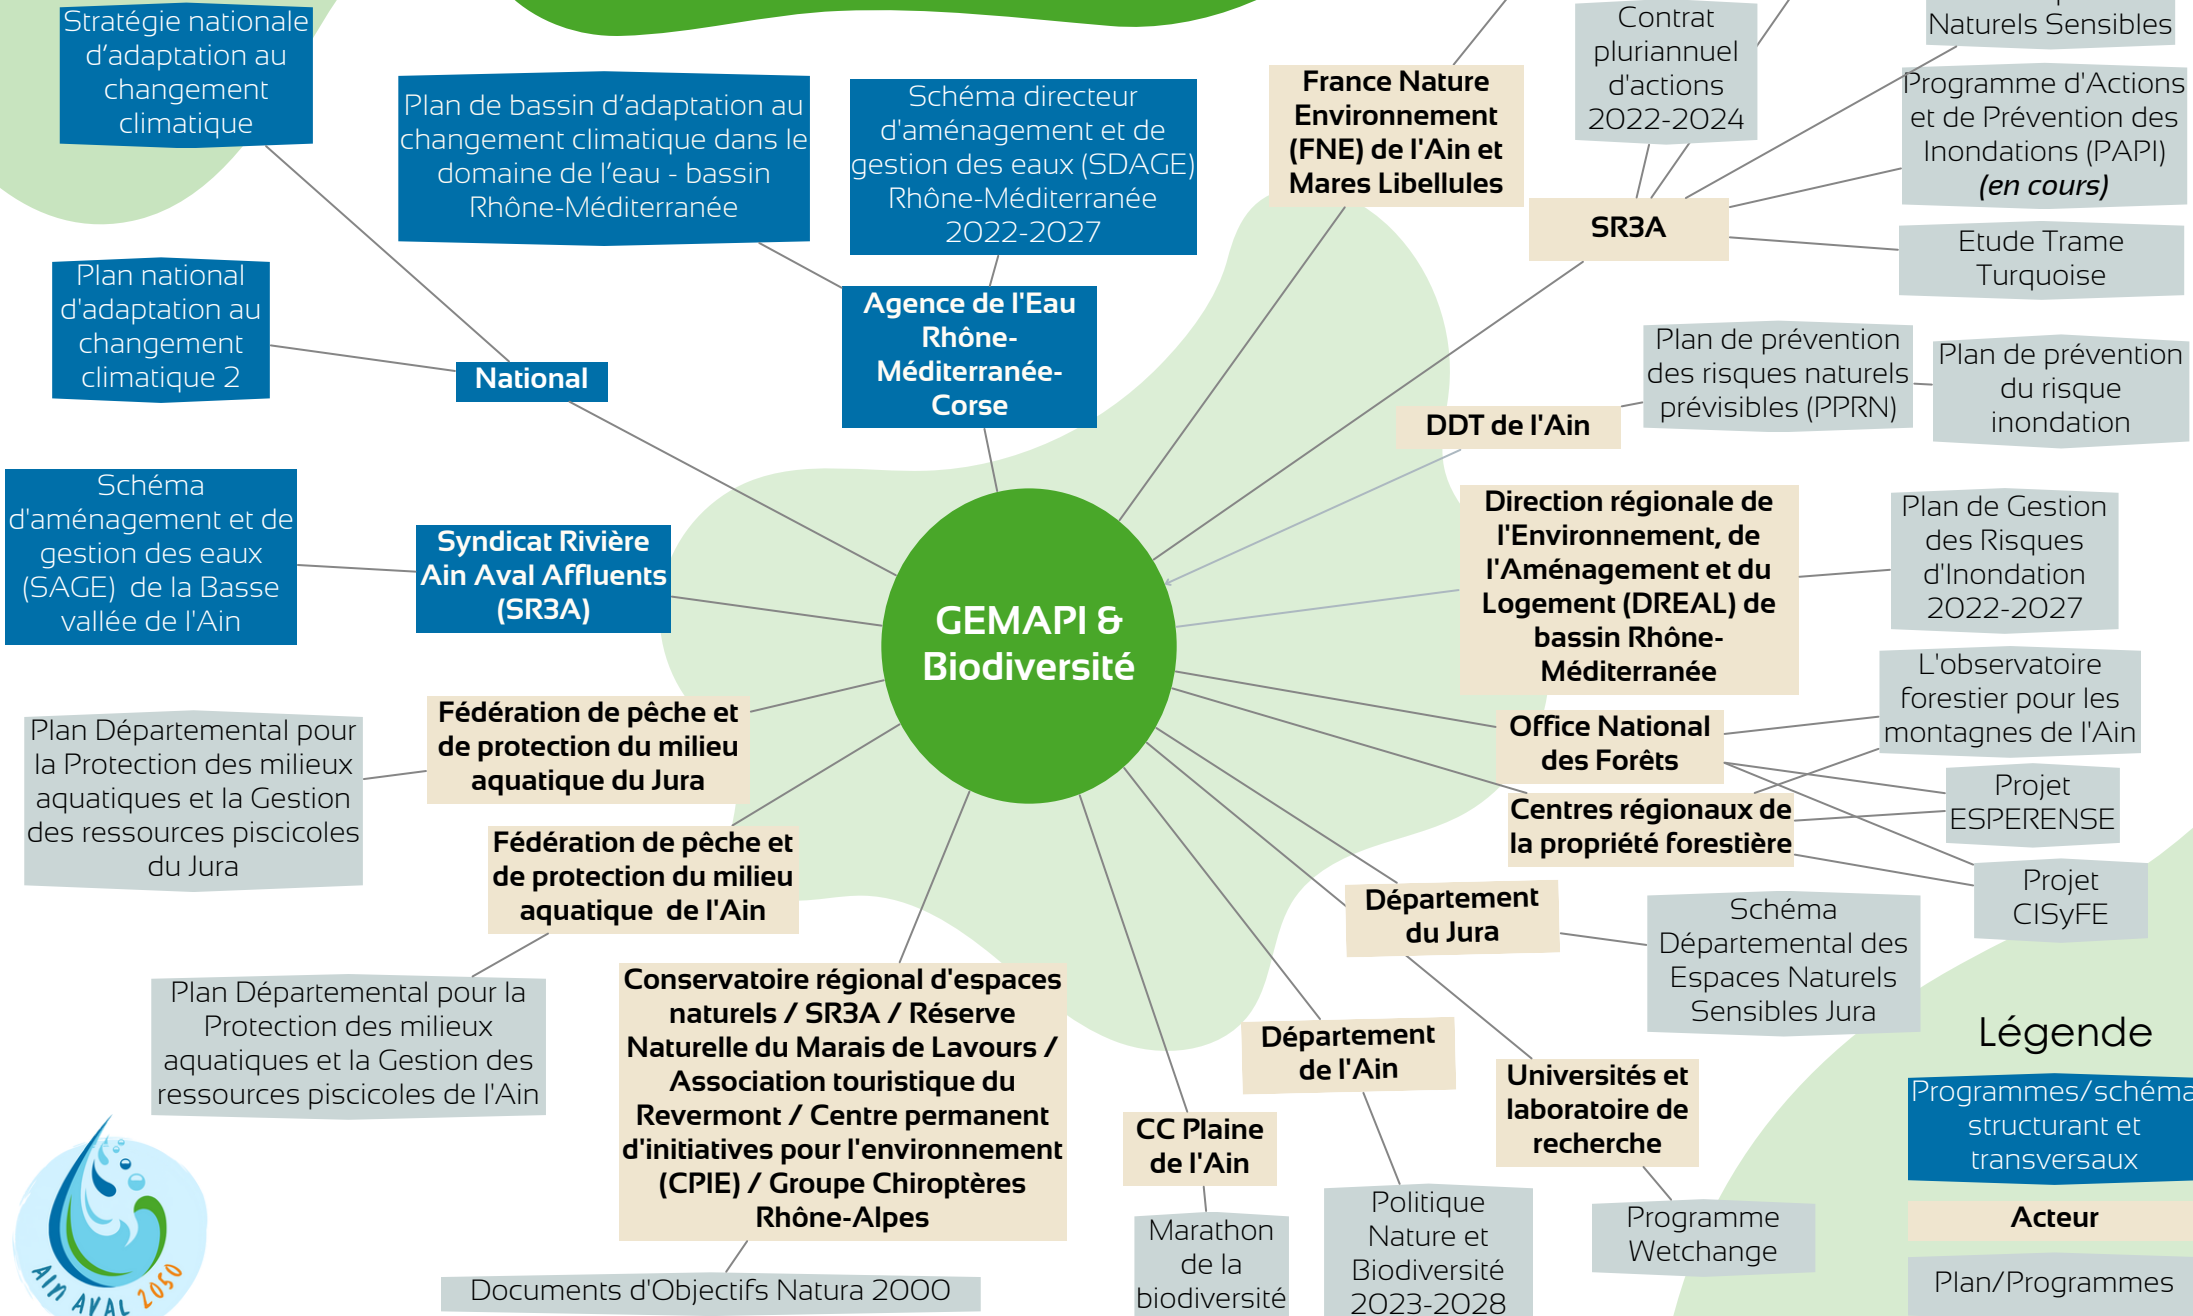 Stratégie nationale
d'adaptation au
changement
climatique
Plan de bassin d'adaptation au
changement climatique dans le
domaine de l'eau - bassin
Rhône-Méditerranée
Schéma directeur
d'aménagement et de
gestion des eaux (SDAGE)
Rhône-Méditerranée
2022-2027
France Nature
Environnement
(FNE) de l'Ain et
Mares Libellules
Contrat
pluriannuel
d'actions
2022-2024
Naturels Sensibles
Programme d'Actions
et de Prévention des
Inondations (PAPI)
(en cours)
SR3A
Etude Trame
Turquoise
Plan national
d'adaptation au
changement
climatique 2
National
Agence de l'Eau
Rhône-
Méditerranée-
Corse
Plan de prévention
des risques naturels
prévisibles (PPRN)
Plan de prévention
du risque
inondation
DDT de l'Ain
Schéma
d'aménagement et de
gestion des eaux
(SAGE) de la Basse
vallée de l'Ain
Syndicat Rivière
Ain Aval Affluents
(SR3A)
GEMAPI &
Biodiversité
Direction régionale de
l'Environnement, de
l'Aménagement et du
Logement (DREAL) de
bassin Rhône-
Méditerranée
Plan de Gestion
des Risques
d'Inondation
2022-2027
L'observatoire
forestier pour les
montagnes de l'Ain
Office National
des Forêts
Projet
ESPERENSE
Centres régionaux de
la propriété forestière
Projet
CISyFE
Plan Départemental pour
la Protection des milieux
aquatiques et la Gestion
des ressources piscicoles
du Jura
Fédération de pêche et
de protection du milieu
aquatique du Jura
Fédération de pêche et
de protection du milieu
aquatique de l'Ain
Département
du Jura
Schéma
Départemental des
Espaces Naturels
Sensibles Jura
Plan Départemental pour la
Protection des milieux
aquatiques et la Gestion des
ressources piscicoles de l'Ain
Conservatoire régional d'espaces
naturels / SR3A / Réserve
Naturelle du Marais de Lavours /
Association touristique du
Revermont / Centre permanent
d'initiatives pour l'environnement
(CPIE) / Groupe Chiroptères
Rhône-Alpes
Département
de l'Ain
Universités et
laboratoire de
recherche
CC Plaine
de l'Ain
Marathon
de la
biodiversité
Politique
Nature et
Biodiversité
2023-2028
Programme
Wetchange
Documents d'Objectifs Natura 2000
Légende
Programmes/schéma
structurant et
transversaux
Acteur
Plan/Programmes
AIN AVAL 2050